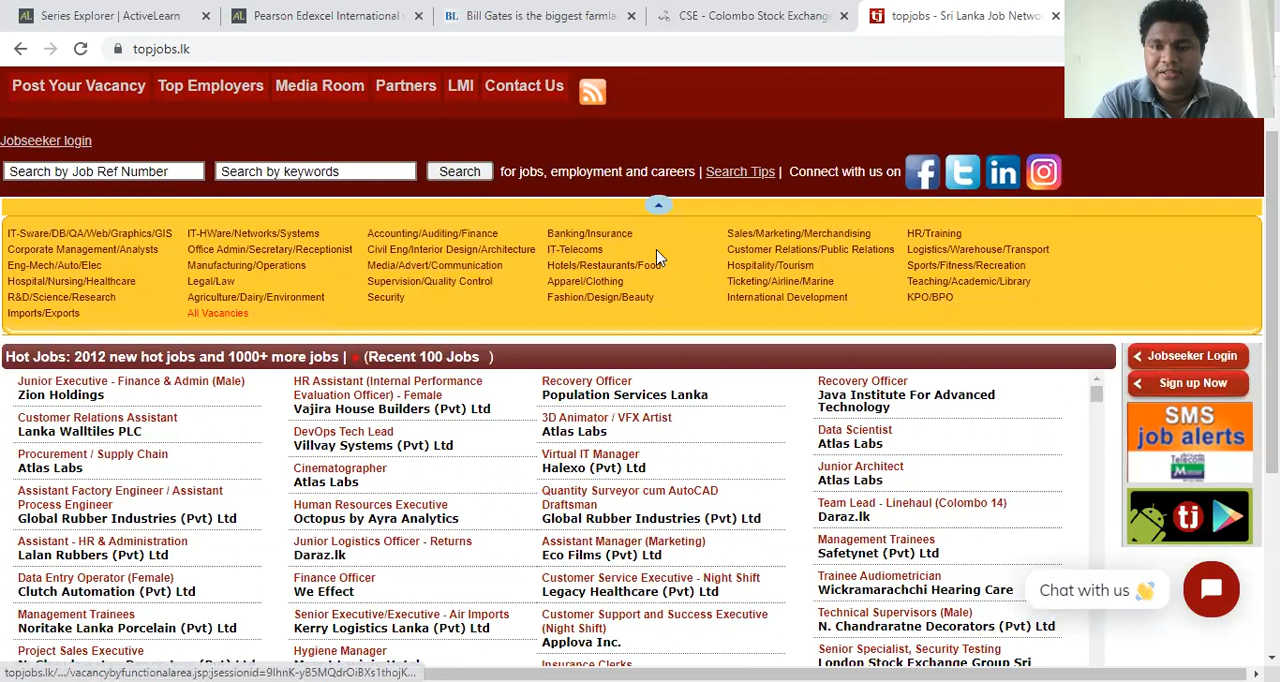 Series Explorer | ActiveLearn
Pearson Edexcel International
Bill Gates is the biggest farmla
CSE - Colombo Stock Exchang
topjobs - Sri Lanka Job Netwo
topjobs.lk
Post Your Vacancy Top Employers Media Room Partners LMI Contact Us
Jobseeker login
Search by Job Ref Number Search by keywords Search for jobs, employment and careers | Search Tips | Connect with us on
IT-Sware/DB/QA/Web/Graphics/GIS IT-HWare/Networks/Systems Accounting/Auditing/Finance Banking/Insurance Sales/Marketing/Merchandising HR/Training
Corporate Management/Analysts Office Admin/Secretary/Receptionist Civil Eng/Interior Design/Architecture IT-Telecoms Customer Relations/Public Relations Logistics/Warehouse/Transport
Eng-Mech/Auto/Elec Manufacturing/Operations Media/Advert/Communication Hotels/Restaurants/Food Hospitality/Tourism Sports/Fitness/Recreation
Hospital/Nursing/Healthcare Legal/Law Supervision/Quality Control Apparel/Clothing Ticketing/Airline/Marine Teaching/Academic/Library
R&D/Science/Research Agriculture/Dairy/Environment Security Fashion/Design/Beauty International Development KPO/BPO
Imports/Exports All Vacancies
Hot Jobs: 2012 new hot jobs and 1000+ more jobs | (Recent 100 Jobs )
Junior Executive - Finance & Admin (Male)
Zion Holdings
Customer Relations Assistant
Lanka Walltiles PLC
Procurement / Supply Chain
Atlas Labs
Assistant Factory Engineer / Assistant
Process Engineer
Global Rubber Industries (Pvt) Ltd
Assistant - HR & Administration
Lalan Rubbers (Pvt) Ltd
Data Entry Operator (Female)
Clutch Automation (Pvt) Ltd
Management Trainees
Noritake Lanka Porcelain (Pvt) Ltd
Project Sales Executive
HR Assistant (Internal Performance
Evaluation Officer) - Female
Vajira House Builders (Pvt) Ltd
DevOps Tech Lead
Villvay Systems (Pvt) Ltd
Cinematographer
Atlas Labs
Human Resources Executive
Octopus by Ayra Analytics
Junior Logistics Officer - Returns
Daraz.lk
Finance Officer
We Effect
Senior Executive/Executive - Air Imports
Kerry Logistics Lanka (Pvt) Ltd
Hygiene Manager
Recovery Officer
Population Services Lanka
3D Animator / VFX Artist
Atlas Labs
Virtual IT Manager
Halexo (Pvt) Ltd
Quantity Surveyor cum AutoCAD
Draftsman
Global Rubber Industries (Pvt) Ltd
Assistant Manager (Marketing)
Eco Films (Pvt) Ltd
Customer Service Executive - Night Shift
Legacy Healthcare (Pvt) Ltd
Customer Support and Success Executive
(Night Shift)
Applova Inc.
Insurance Clerks
Recovery Officer
Java Institute For Advanced
Technology
Data Scientist
Atlas Labs
Junior Architect
Atlas Labs
Team Lead - Linehaul (Colombo 14)
Daraz.lk
Management Trainees
Safetynet (Pvt) Ltd
Trainee Audiometrician
Wickramarachchi Hearing Care
Technical Supervisors (Male)
N. Chandraratne Decorators (Pvt) Ltd
Senior Specialist, Security Testing
London Stock Exchange Group Sri
Jobseeker Login
Sign up Now
SMS
job alerts
Chat with us
topjobs.lk/.../vacancybyfunctionalarea.jsp;jsessionid=9IhnK-y85MQdrOiBXs1thojK...